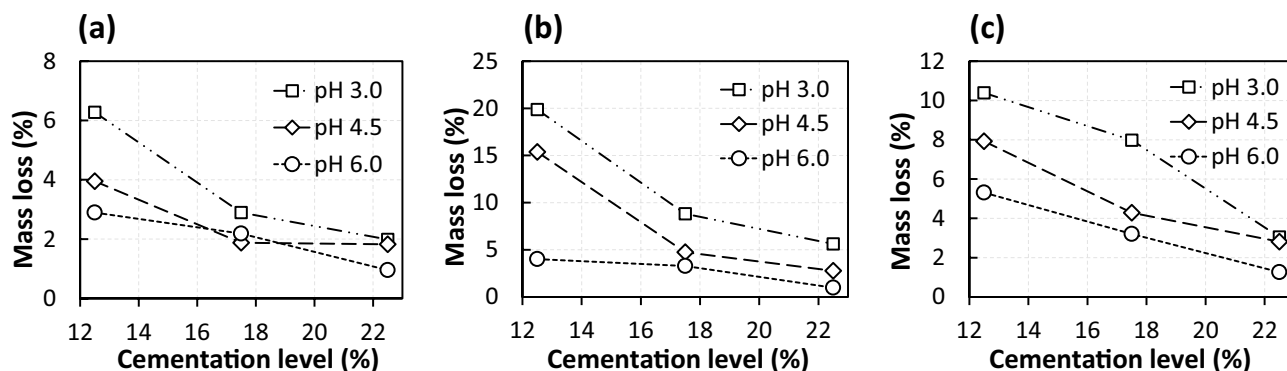 (a)
Mass loss (%)
8
6
4
2
0
pH 3.0
pH 4.5
pH 6.0
12 14 16 18 20 22
Cementation level (%)
(b)
Mass loss (%)
25
20
15
10
5
0
pH 3.0
pH 4.5
pH 6.0
12 14 16 18 20 22
Cementation level (%)
(c)
Mass loss (%)
12
10
8
6
4
2
0
pH 3.0
pH 4.5
pH 6.0
12 14 16 18 20 22
Cementation level (%)